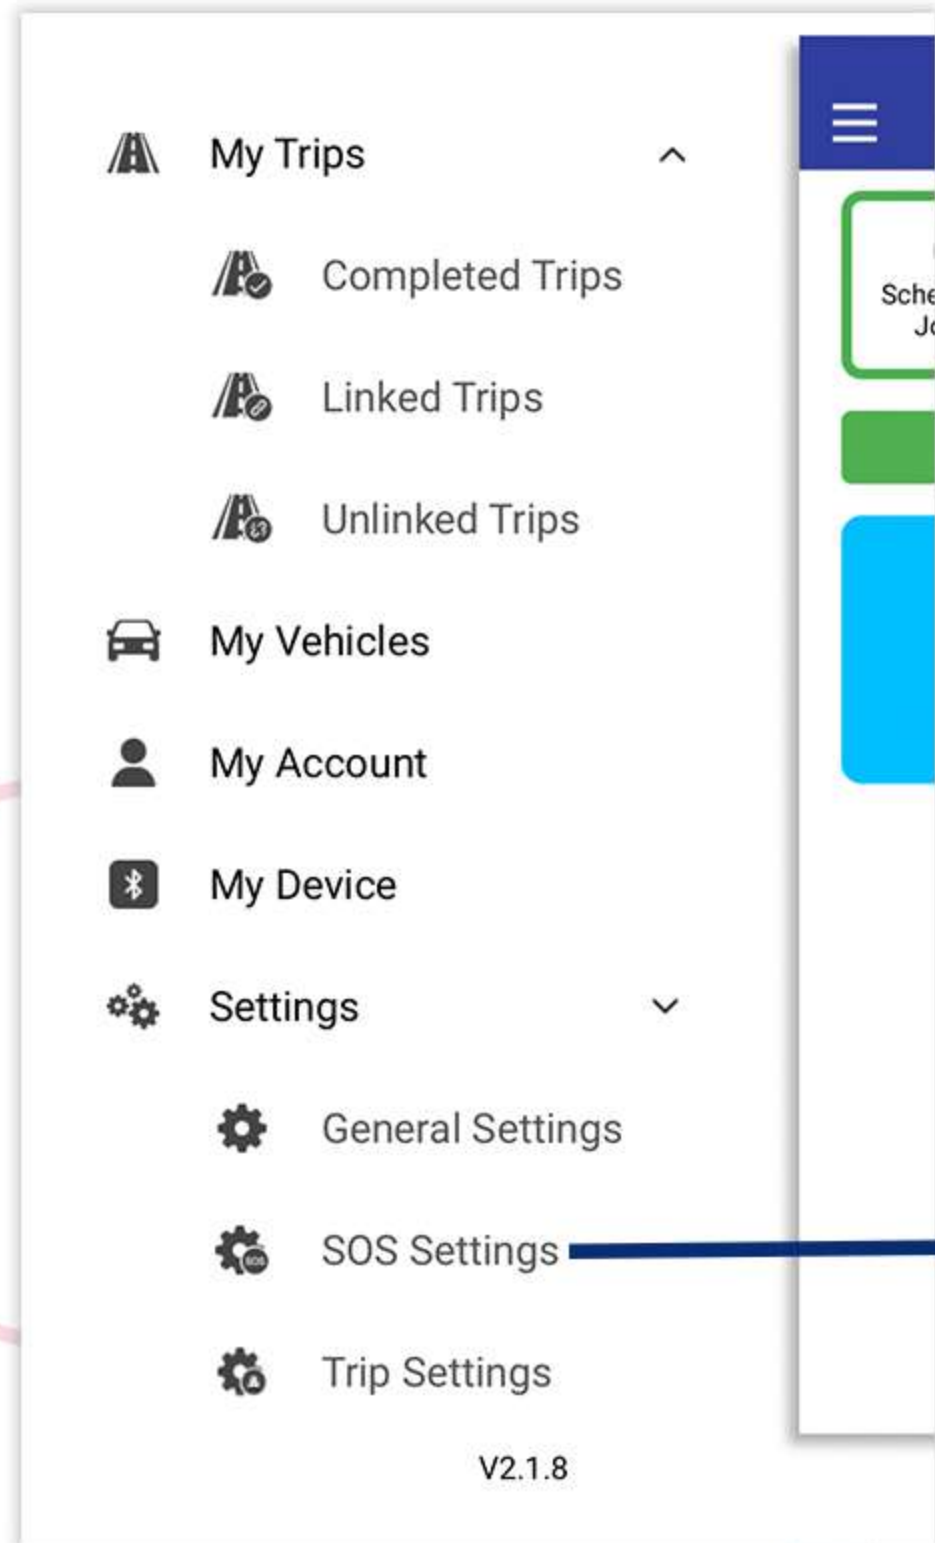 My Trips
Completed Trips
Linked Trips
Unlinked Trips
My Vehicles
My Account
My Device
Settings
General Settings
SOS Settings
Trip Settings
V2.1.8